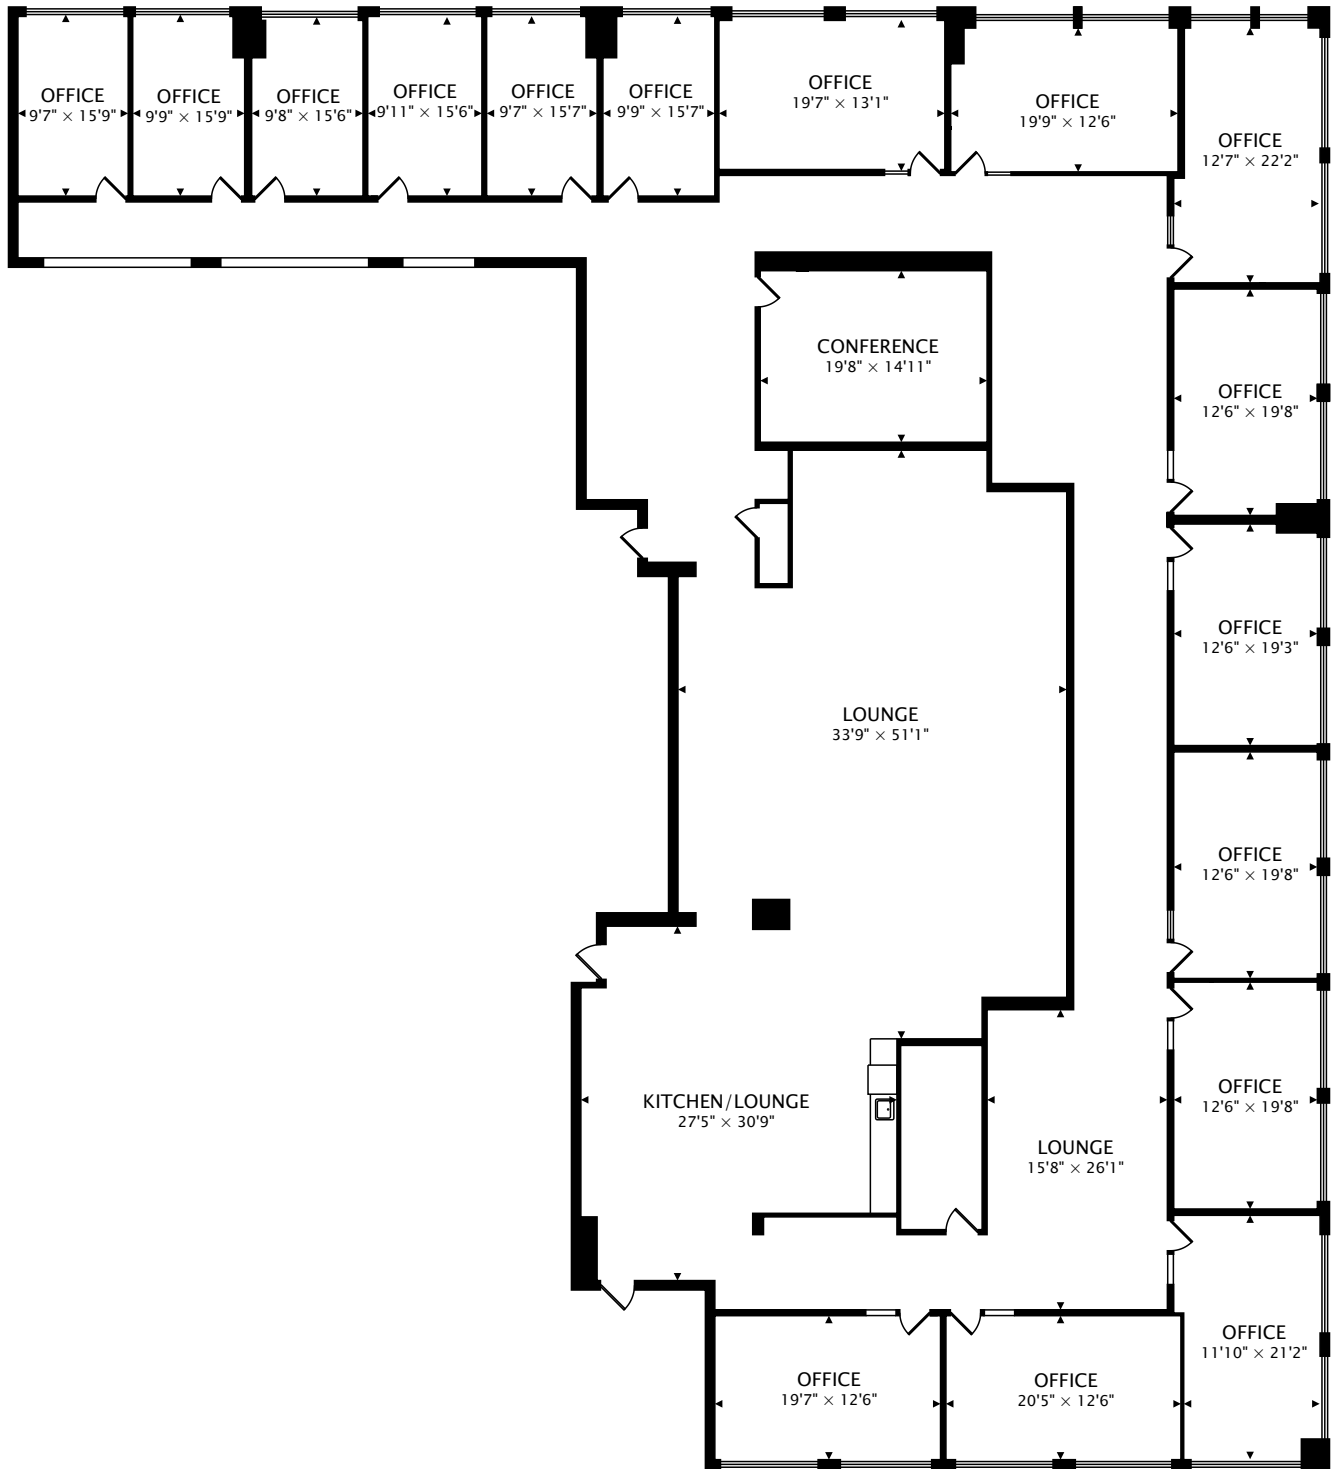 OFFICE
9'7" × 15'9"
OFFICE
9'9" × 15'9"
OFFICE
9'8" × 15'6"
OFFICE
9'11" × 15'6"
OFFICE
9'7" × 15'7"
OFFICE
9'9" × 15'7"
OFFICE
19'7" × 13'1"
OFFICE
19'9" × 12'6"
OFFICE
12'7" × 22'2"
CONFERENCE
19'8" × 14'11"
OFFICE
12'6" × 19'8"
OFFICE
12'6" × 19'3"
LOUNGE
33'9" × 51'1"
OFFICE
12'6" × 19'8"
KITCHEN/LOUNGE
27'5" × 30'9"
OFFICE
12'6" × 19'8"
LOUNGE
15'8" × 26'1"
OFFICE
11'10" × 21'2"
OFFICE
19'7" × 12'6"
OFFICE
20'5" × 12'6"